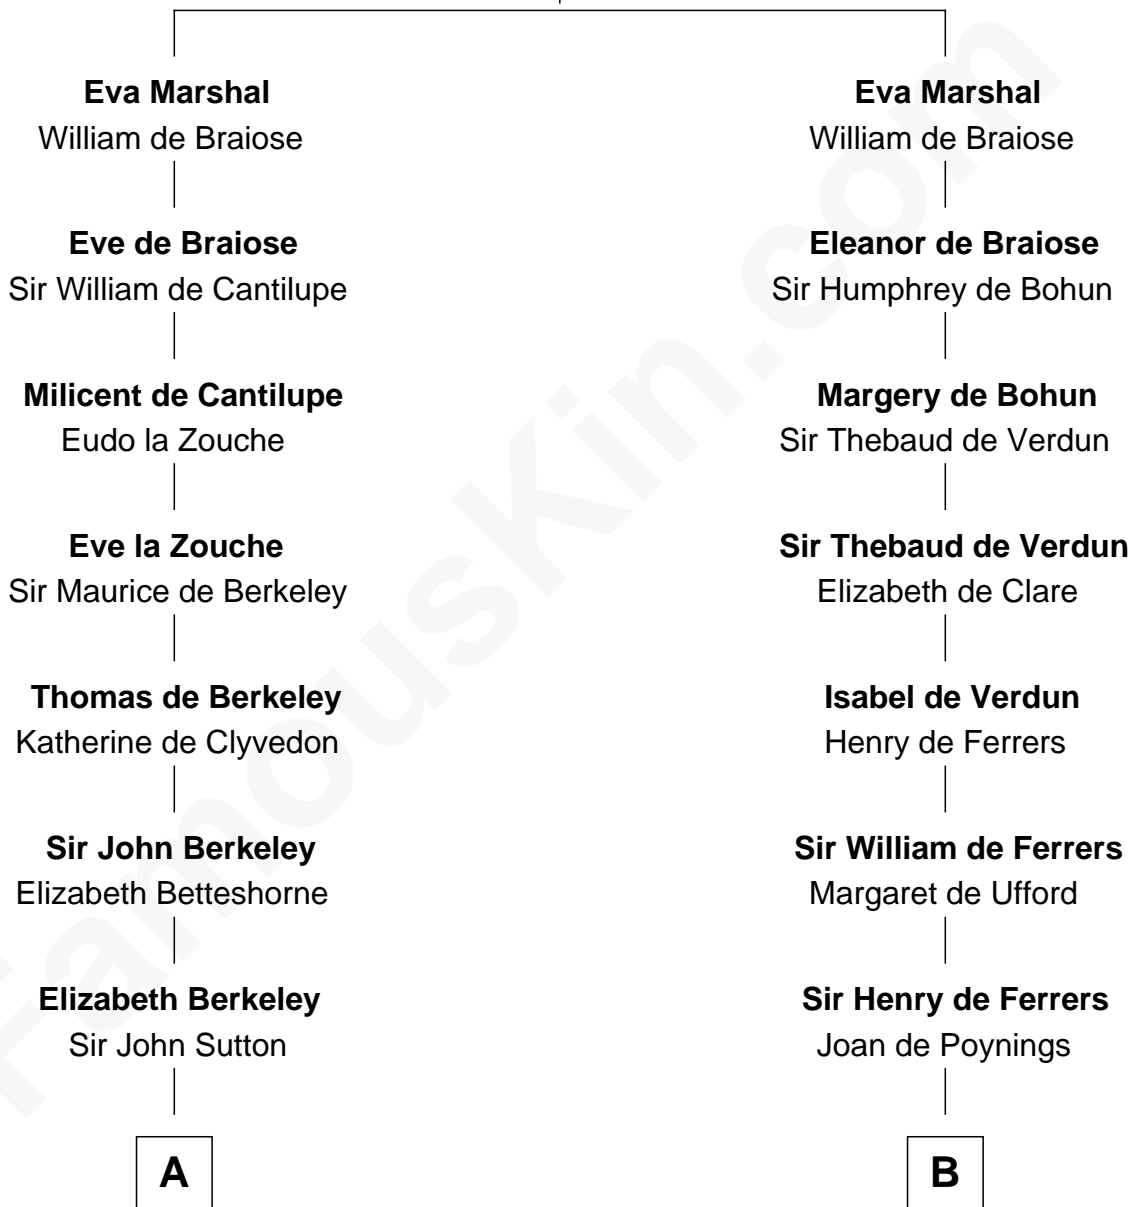 Eva Marshal
William de Braiose
Eve de Braiose
Sir William de Cantilupe
Milicent de Cantilupe
Eudo la Zouche
Eve la Zouche
Sir Maurice de Berkeley
Thomas de Berkeley
Katherine de Clyvedon
Sir John Berkeley
Elizabeth Betteshorne
Elizabeth Berkeley
Sir John Sutton
A
Eva Marshal
William de Braiose
Eleanor de Braiose
Sir Humphrey de Bohun
Margery de Bohun
Sir Thebaud de Verdun
Sir Thebaud de Verdun
Elizabeth de Clare
Isabel de Verdun
Henry de Ferrers
Sir William de Ferrers
Margaret de Ufford
Sir Henry de Ferrers
Joan de Poynings
B
FamousKin.com